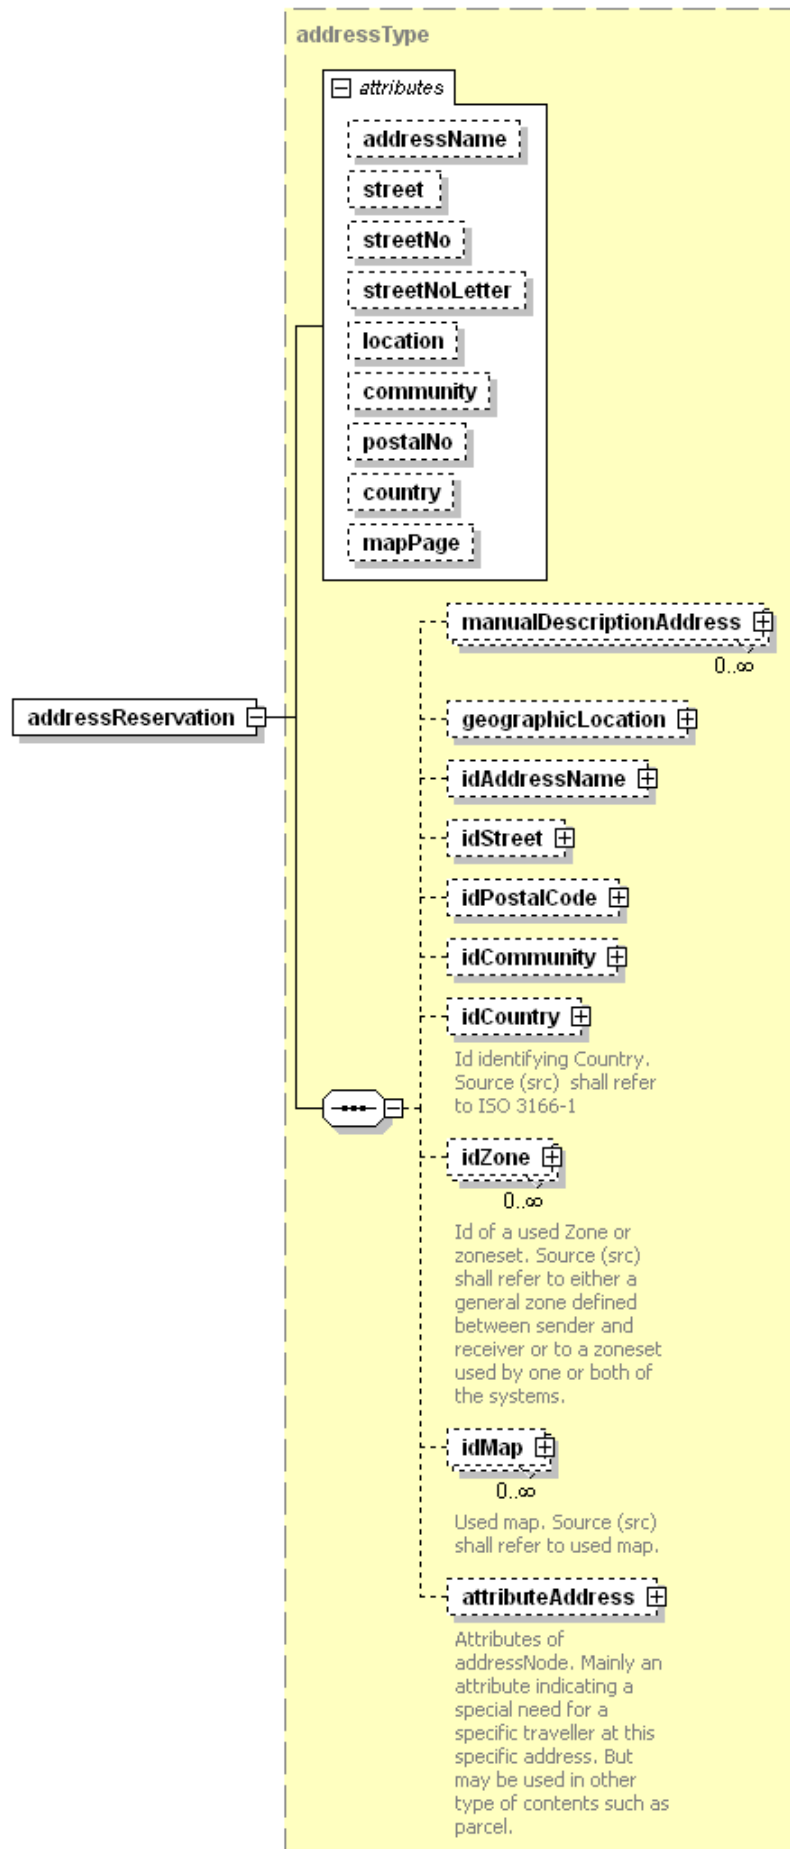 addressType
attributes
addressName
street
streetNo
streetNoLetter
location
community
postalNo
country
mapPage
manualDescriptionAddress
0..∞
addressReservation
geographicLocation
idAddressName
idStreet
idPostalCode
idCommunity
idCountry
Id identifying Country.
Source (src) shall refer
to ISO 3166-1
idZone
0..∞
Id of a used Zone or
zoneset. Source (src)
shall refer to either a
general zone defined
between sender and
receiver or to a zoneset
used by one or both of
the systems.
idMap
0..∞
Used map. Source (src)
shall refer to used map.
attributeAddress
Attributes of
addressNode. Mainly an
attribute indicating a
special need for a
specific traveller at this
specific address. But
may be used in other
type of contents such as
parcel.